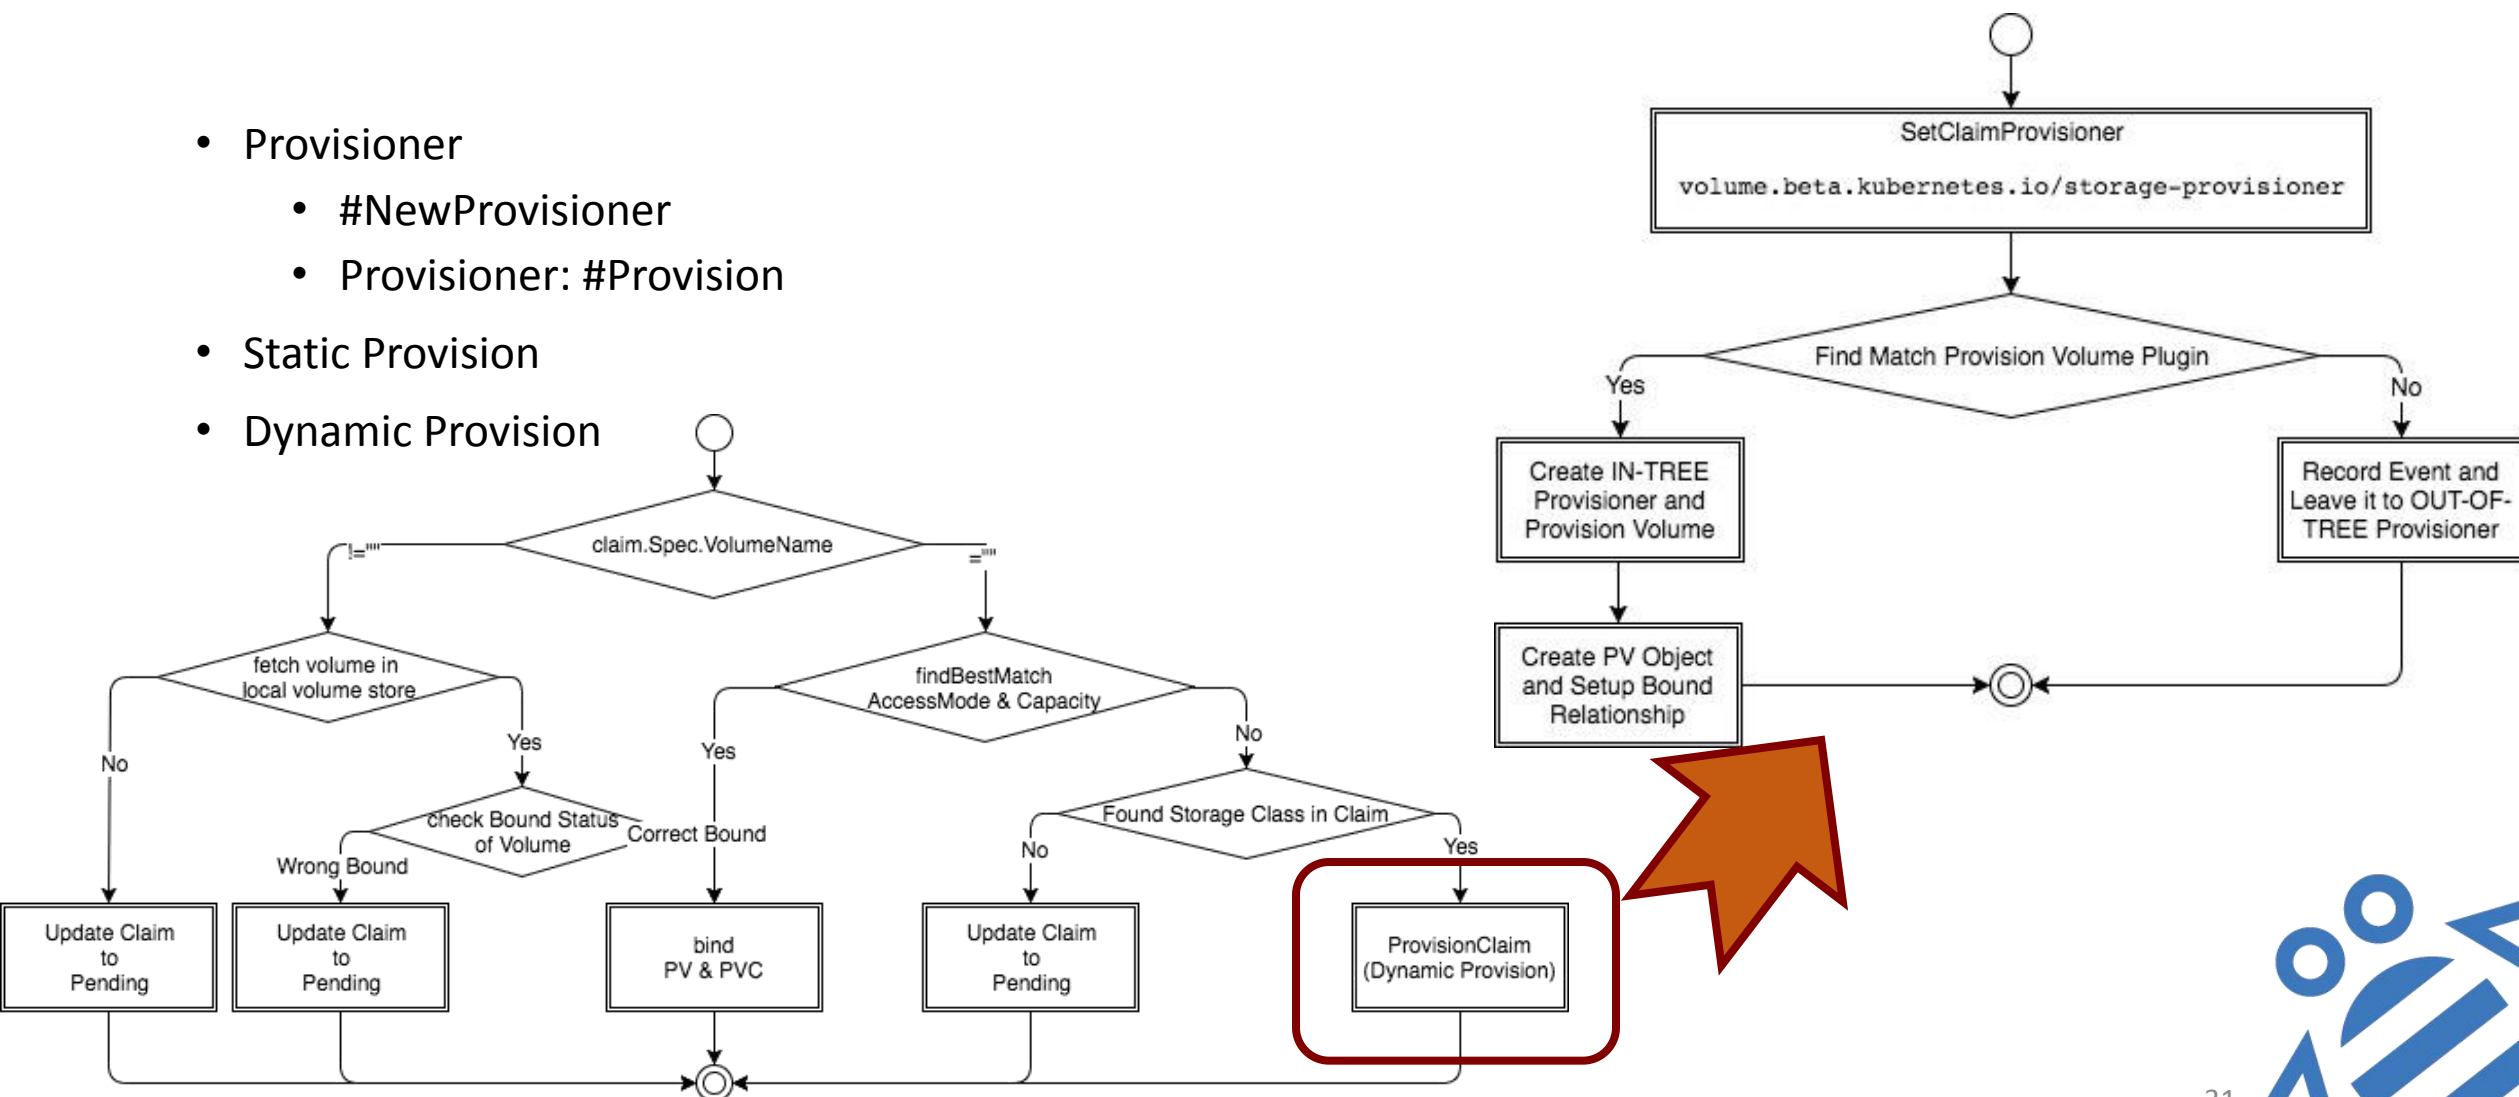 • Provisioner
• #NewProvisioner
• Provisioner: #Provision
• Static Provision
• Dynamic Provision
claim.Spec.VolumeName
!=""
=""
fetch volume in
local volume store
findBestMatch
AccessMode & Capacity
No
Yes
Yes
No
check Bound Status
of Volume
Wrong Bound
Correct Bound
Found Storage Class in Claim
No
Yes
Update Claim
to
Pending
Update Claim
to
Pending
bind
PV & PVC
Update Claim
to
Pending
ProvisionClaim
(Dynamic Provision)
SetClaimProvisioner
volume.beta.kubernetes.io/storage-provisioner
Find Match Provision Volume Plugin
Yes
No
Create IN-TREE
Provisioner and
Provision Volume
Record Event and
Leave it to OUT-OF-
TREE Provisioner
Create PV Object
and Setup Bound
Relationship